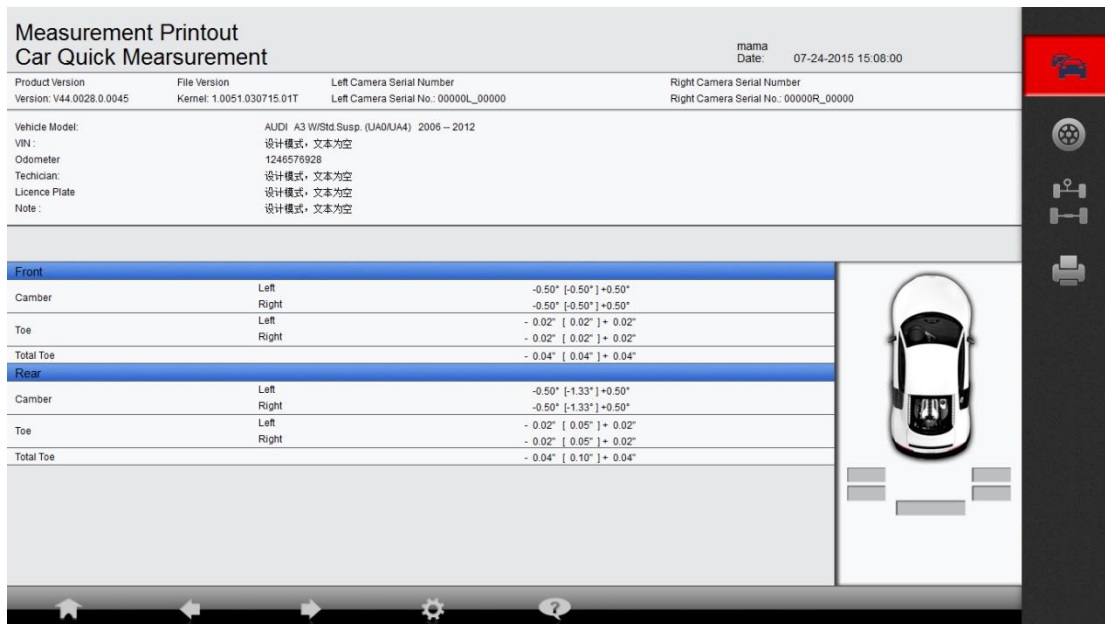 Measurement Printout
Car Quick Mearsurement
mama
Date: 07-24-2015 15:08:00
Product Version File Version Left Camera Serial Number Right Camera Serial Number
Version: V44.0028.0.0045 Kernel: 1.0051.030715.01T Left Camera Serial No.: 00000L_00000 Right Camera Serial No.: 00000R_00000
Vehicle Model: AUDI A3 W/Std.Susp. (UA0/UA4) 2006 -- 2012
VIN : 设计模式，文本为空
Odometer 1246576928
Techician: 设计模式，文本为空
Licence Plate 设计模式，文本为空
Note : 设计模式，文本为空
Front
Camber
Left -0.50° [-0.50° ] +0.50°
Right -0.50° [-0.50° ] +0.50°
Toe
Left - 0.02" [ 0.02" ] + 0.02"
Right - 0.02" [ 0.02" ] + 0.02"
Total Toe - 0.04" [ 0.04" ] + 0.04"
Rear
Camber
Left -0.50° [-1.33° ] +0.50°
Right -0.50° [-1.33° ] +0.50°
Toe
Left - 0.02" [ 0.05" ] + 0.02"
Right - 0.02" [ 0.05" ] + 0.02"
Total Toe - 0.04" [ 0.10" ] + 0.04"
?